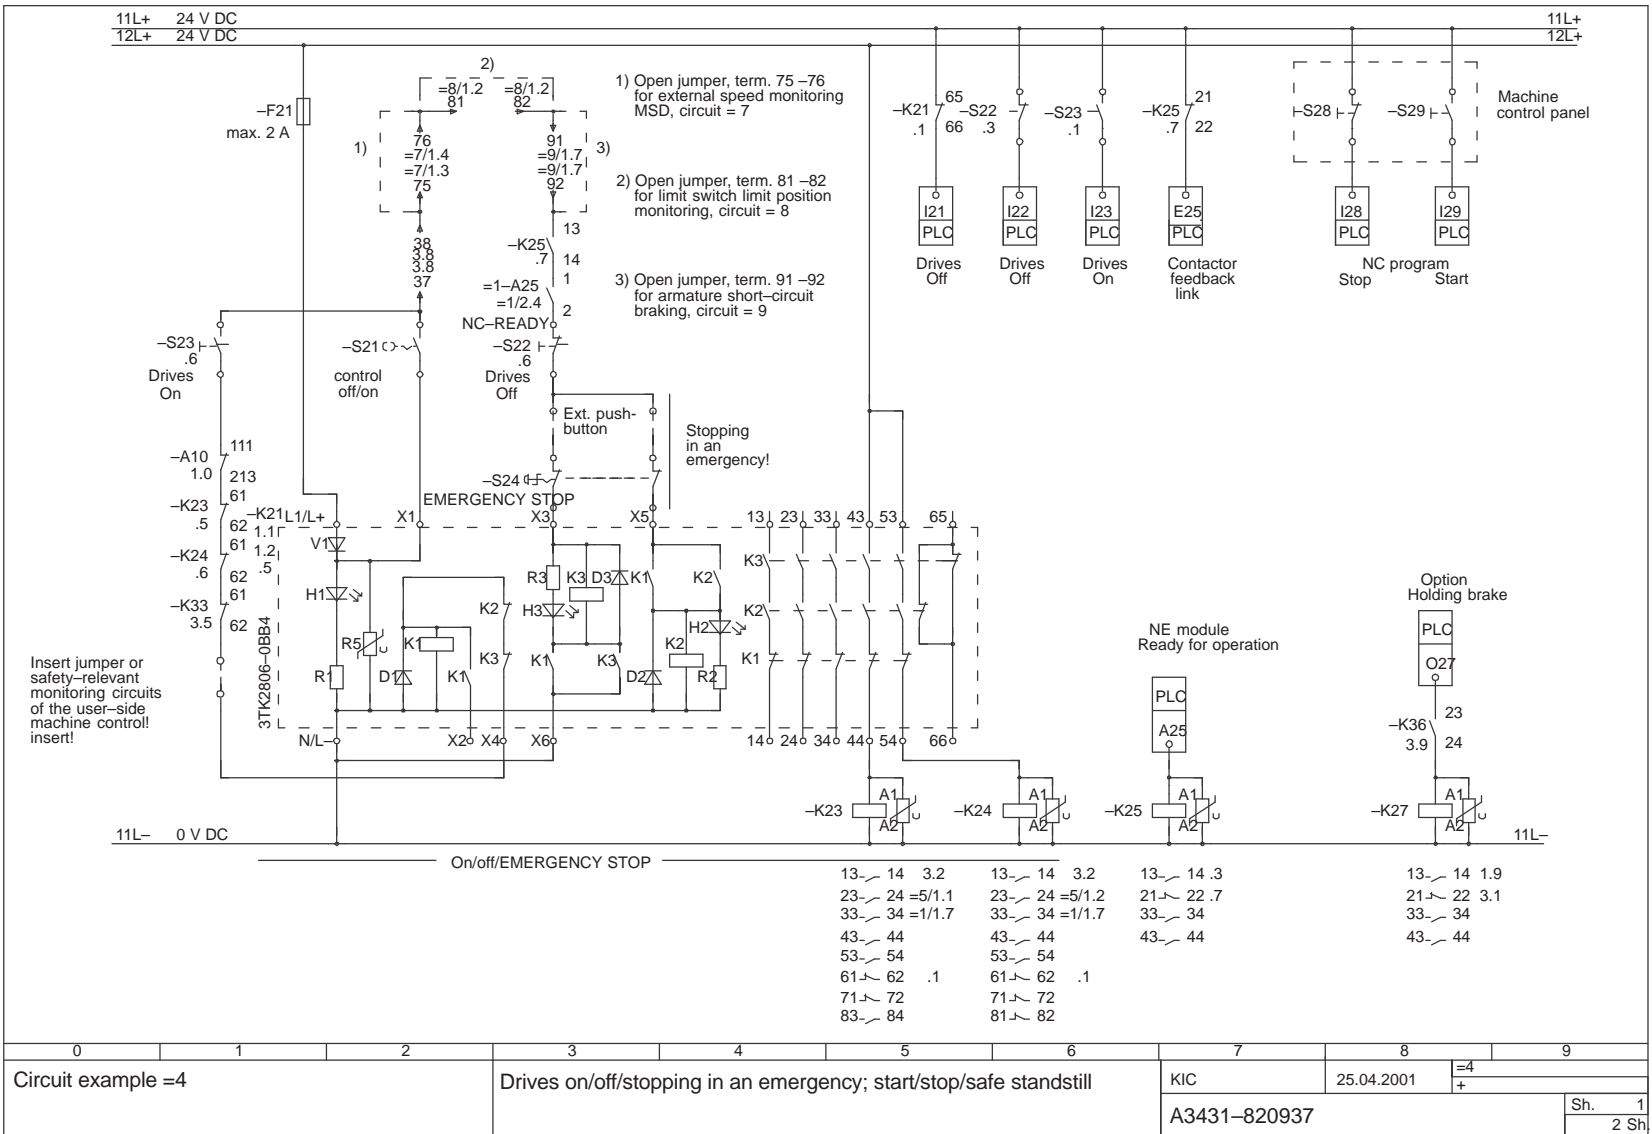 11L+ 24 V DC 11L+
12L+ 24 V DC 12L+
2)
=8/1.2 =8/1.2
81 82
–F21
max. 2 A
1)
76
=7/1.4
=7/1.3
75
91
=9/1.7
=9/1.7
92
3)
38
3.8
3.8
37
1) Open jumper, term. 75 –76
for external speed monitoring
MSD, circuit = 7
2) Open jumper, term. 81 –82
for limit switch limit position
monitoring, circuit = 8
3) Open jumper, term. 91 –92
for armature short–circuit
braking, circuit = 9
–K21
.1
65
66
–S22
.3
–S23
.1
–K25
.7
21
22
–S28
–S29
Machine
control panel
I21
PLC
I22
PLC
I23
PLC
E25
PLC
I28
PLC
I29
PLC
Drives
Off
Drives
Off
Drives
On
Contactor
feedback
link
NC program
Stop Start
–K25
.7
13
14
=1–A25
=1/2.4
1
2
NC–READY
–S23
.6
Drives
On
–S21
control
off/on
–S22
.6
Drives
Off
Ext. push-
button
Stopping
in an
emergency!
–S24
EMERGENCY STOP
–A10
1.0
111
213
–K23
.5
61
62
–K24
.6
61
62
–K33
3.5
61
62
Insert jumper or
safety–relevant
monitoring circuits
of the user–side
machine control!
insert!
–K21
1.1
1.2
.5
3TK2806–0BB4
L1/L+ X1 X3 X5 13 23 33 43 53 65
V1
H1
R5
R1
D1
K1
K1
K2
K3
R3
H3
K3
D3
K1
K3
K1
K2
H2
K2
D2
R2
K3
K2
K1
N/L– X2 X4 X6 14 24 34 44 54 66
NE module
Ready for operation
PLC
A25
Option
Holding brake
PLC
O27
–K36
3.9
23
24
–K23
A1
A2
–K24
A1
A2
–K25
A1
A2
–K27
A1
A2
11L– 0 V DC 11L–
On/off/EMERGENCY STOP
13 14 3.2
23 24 =5/1.1
33 34 =1/1.7
43 44
53 54
61 62 .1
71 72
83 84
13 14 3.2
23 24 =5/1.2
33 34 =1/1.7
43 44
53 54
61 62 .1
71 72
81 82
13 14 .3
21 22 .7
33 34
43 44
13 14 1.9
21 22 3.1
33 34
43 44
0 1 2 3 4 5 6 7 8 9
Circuit example =4
Drives on/off/stopping in an emergency; start/stop/safe standstill
KIC 25.04.2001
=4
+
A3431–820937
Sh. 1
2 Sh